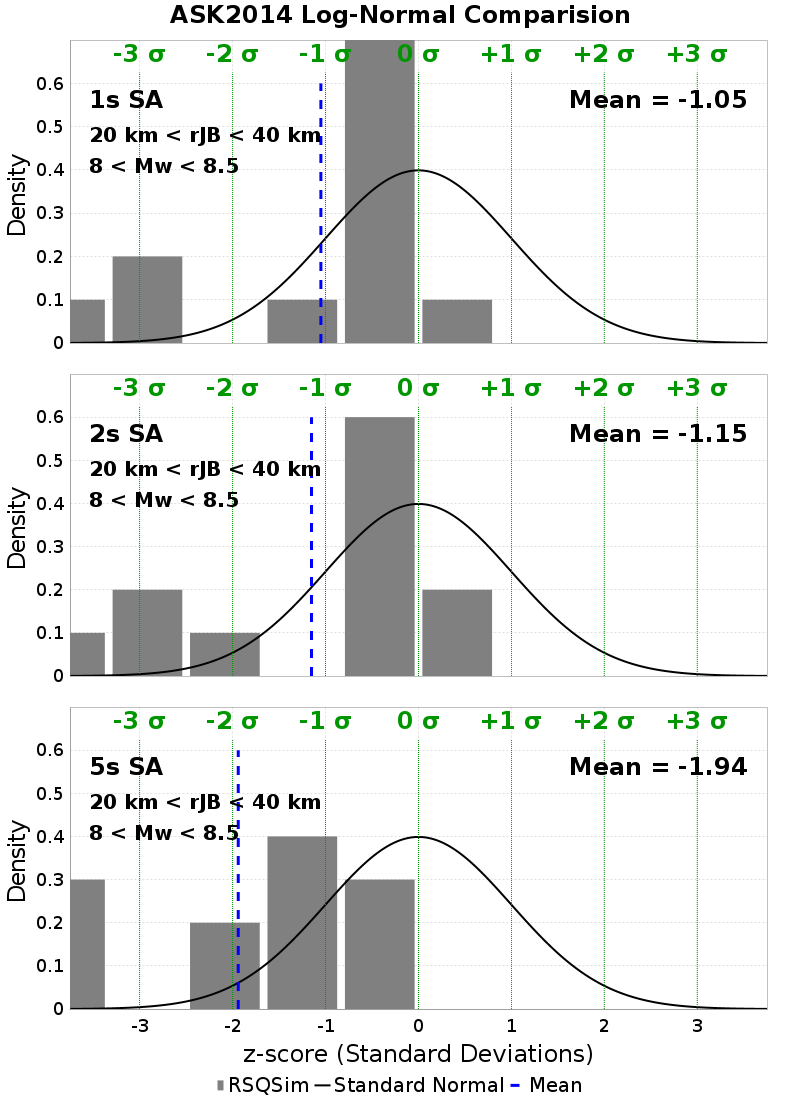 ASK2014 Log-Normal Comparision
-3 σ -2 σ -1 σ 0 σ +1 σ +2 σ +3 σ
1s SA
Mean = -1.05
20 km < rJB < 40 km
8 < Mw < 8.5
Density
0.6
0.5
0.4
0.3
0.2
0.1
0
-3 σ -2 σ -1 σ 0 σ +1 σ +2 σ +3 σ
2s SA
Mean = -1.15
20 km < rJB < 40 km
8 < Mw < 8.5
Density
0.6
0.5
0.4
0.3
0.2
0.1
0
-3 σ -2 σ -1 σ 0 σ +1 σ +2 σ +3 σ
5s SA
Mean = -1.94
20 km < rJB < 40 km
8 < Mw < 8.5
Density
0.6
0.5
0.4
0.3
0.2
0.1
0
-3 -2 -1 0 1 2 3
z-score (Standard Deviations)
RSQSim Standard Normal Mean